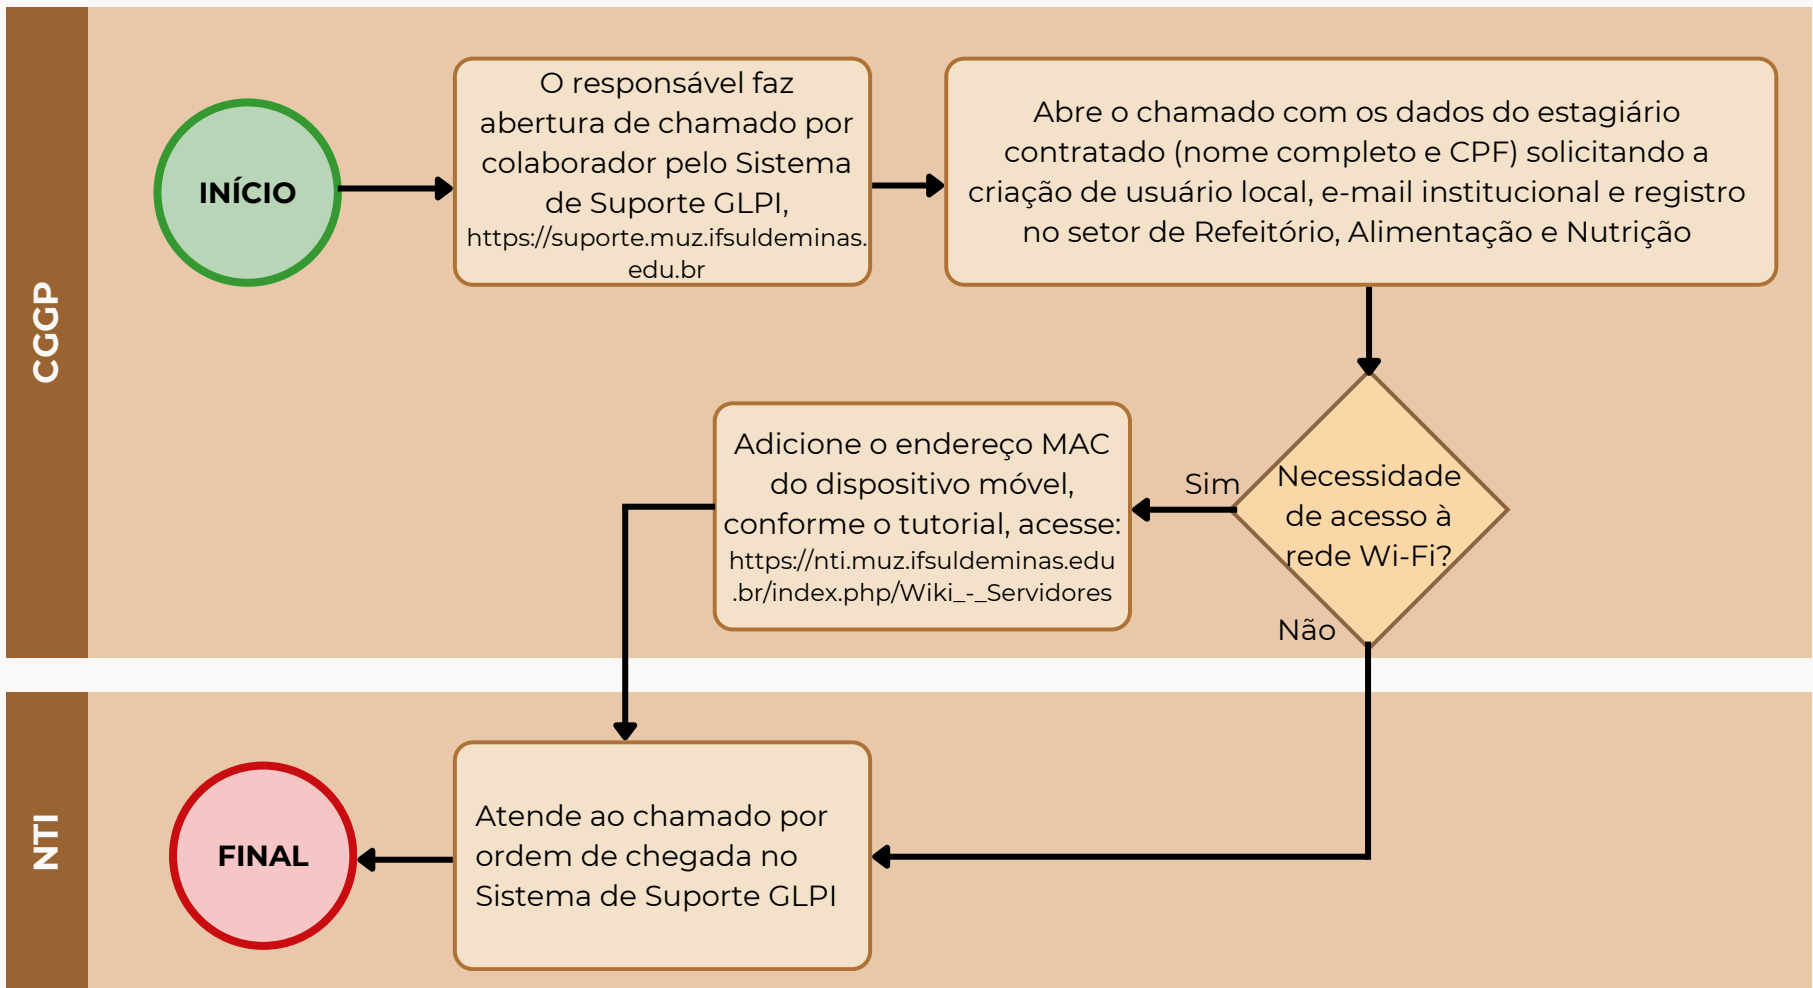 CGGP
INÍCIO
O responsável faz
abertura de chamado por
colaborador pelo Sistema
de Suporte GLPI,
https://suporte.muz.ifsuldeminas.
edu.br
Abre o chamado com os dados do estagiário
contratado (nome completo e CPF) solicitando a
criação de usuário local, e-mail institucional e registro
no setor de Refeitório, Alimentação e Nutrição
Necessidade
de acesso à
rede Wi-Fi?
Sim
Adicione o endereço MAC
do dispositivo móvel,
conforme o tutorial, acesse:
https://nti.muz.ifsuldeminas.edu
.br/index.php/Wiki_-_Servidores
Não
NTI
Atende ao chamado por
ordem de chegada no
Sistema de Suporte GLPI
FINAL